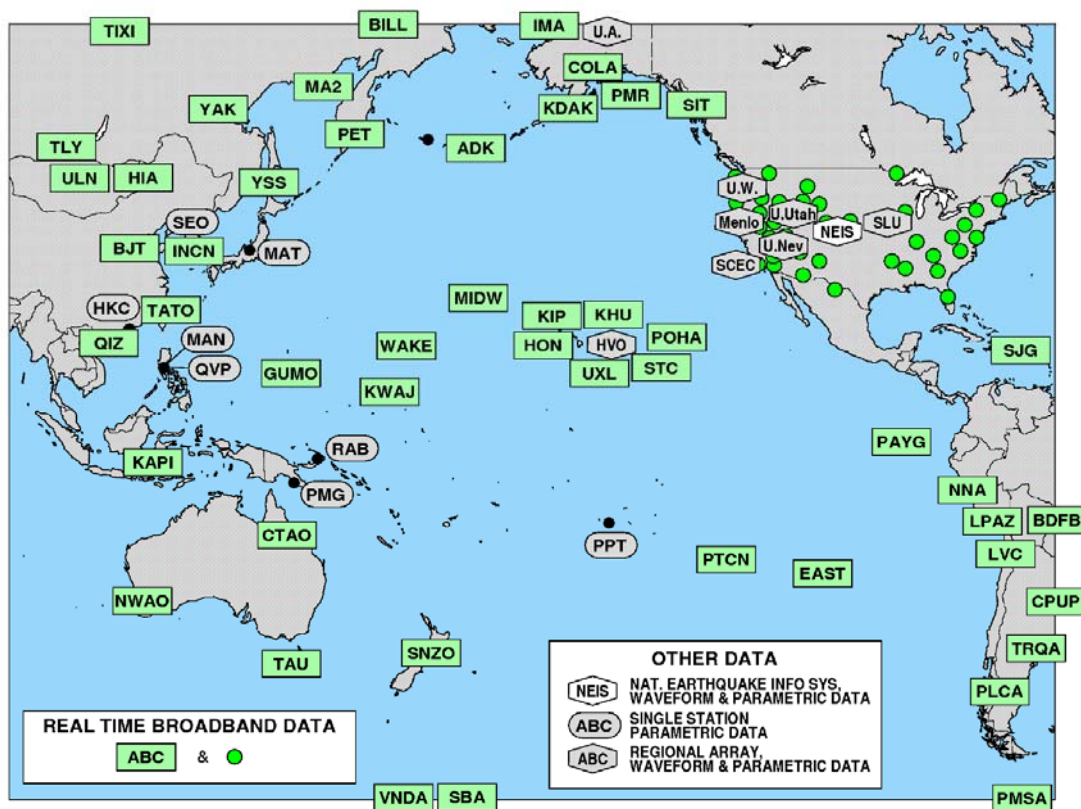 TIXI
BILL
IMA
U.A.
COLA
MA2
PMR
YAK
KDAK
SIT
PET
TLY
ADK
ULN
HIA
YSS
U.W.
SEO
Menlo
U.Utah
NEIS
SLU
BJT
INCN
MAT
U.Nev
SCEC
MIDW
HKC
TATO
KIP
KHU
QIZ
MAN
WAKE
HON
HVO
POHA
SJG
QVP
GUMO
UXL
STC
KWAJ
PAYG
RAB
KAPI
PMG
NNA
LPAZ
BDFB
CTAO
PPT
PTCN
LVC
EAST
NWAO
CPUP
SNZO
TRQA
TAU
PLCA
OTHER DATA
NEIS NAT. EARTHQUAKE INFO SYS,
WAVEFORM & PARAMETRIC DATA
ABC SINGLE STATION
PARAMETRIC DATA
ABC REGIONAL ARRAY,
WAVEFORM & PARAMETRIC DATA
REAL TIME BROADBAND DATA
ABC &
VNDA
SBA
PMSA